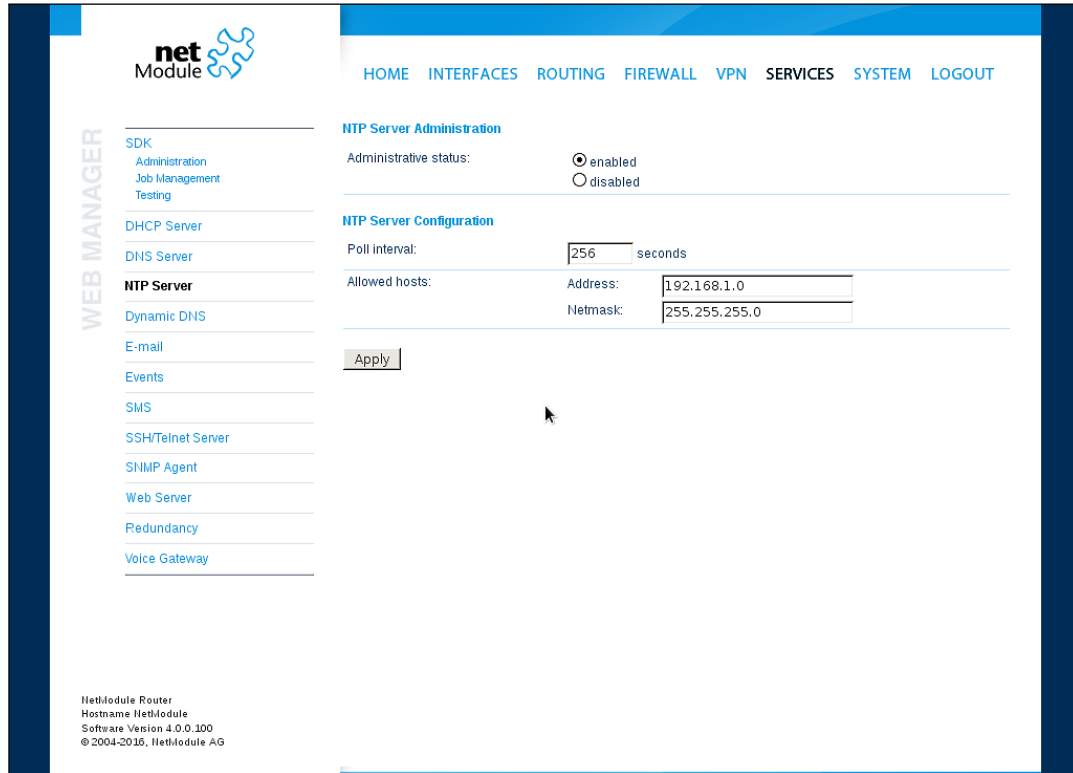 net
Module
HOME INTERFACES ROUTING FIREWALL VPN SERVICES SYSTEM LOGOUT
WEB MANAGER
SDK
Administration
Job Management
Testing
DHCP Server
DNS Server
NTP Server
Dynamic DNS
E-mail
Events
SMS
SSH/Telnet Server
SNMP Agent
Web Server
Redundancy
Voice Gateway
NTP Server Administration
Administrative status: enabled
disabled
NTP Server Configuration
Poll interval: 256 seconds
Allowed hosts: Address: 192.168.1.0
Netmask: 255.255.255.0
Apply
NetModule Router
Hostname NetModule
Software Version 4.0.0.100
© 2004-2016, NetModule AG